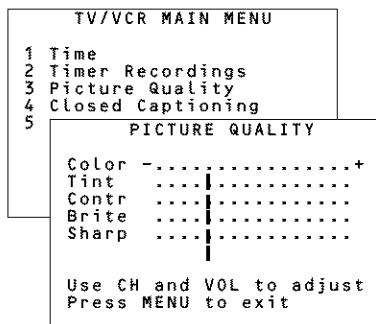 TV/VCR MAIN MENU
1 Time
2 Timer Recordings
3 Picture Quality
4 Closed Captioning
5
PICTURE QUALITY
Color -................+
Tint ....|...........
Contr ....|...........
Brite ....|...........
Sharp ....|...........
Use CH and VOL to adjust
Press MENU to exit